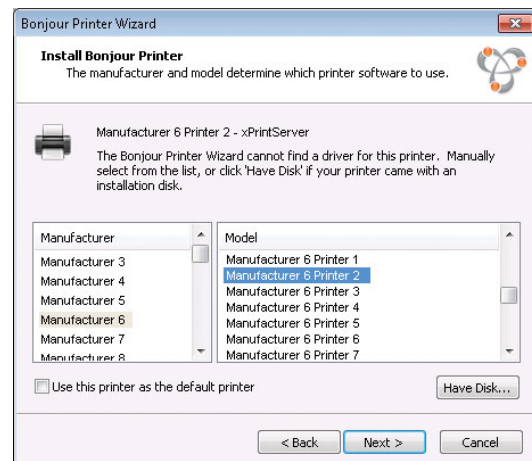 Bonjour Printer Wizard
Install Bonjour Printer
The manufacturer and model determine which printer software to use.
Manufacturer 6 Printer 2 - xPrintServer
The Bonjour Printer Wizard cannot find a driver for this printer. Manually
select from the list, or click 'Have Disk' if your printer came with an
installation disk.
Manufacturer
Manufacturer 3
Manufacturer 4
Manufacturer 5
Manufacturer 6
Manufacturer 7
Manufacturer 8
Model
Manufacturer 6 Printer 1
Manufacturer 6 Printer 2
Manufacturer 6 Printer 3
Manufacturer 6 Printer 4
Manufacturer 6 Printer 5
Manufacturer 6 Printer 6
Manufacturer 6 Printer 7
Use this printer as the default printer
Have Disk...
< Back
Next >
Cancel